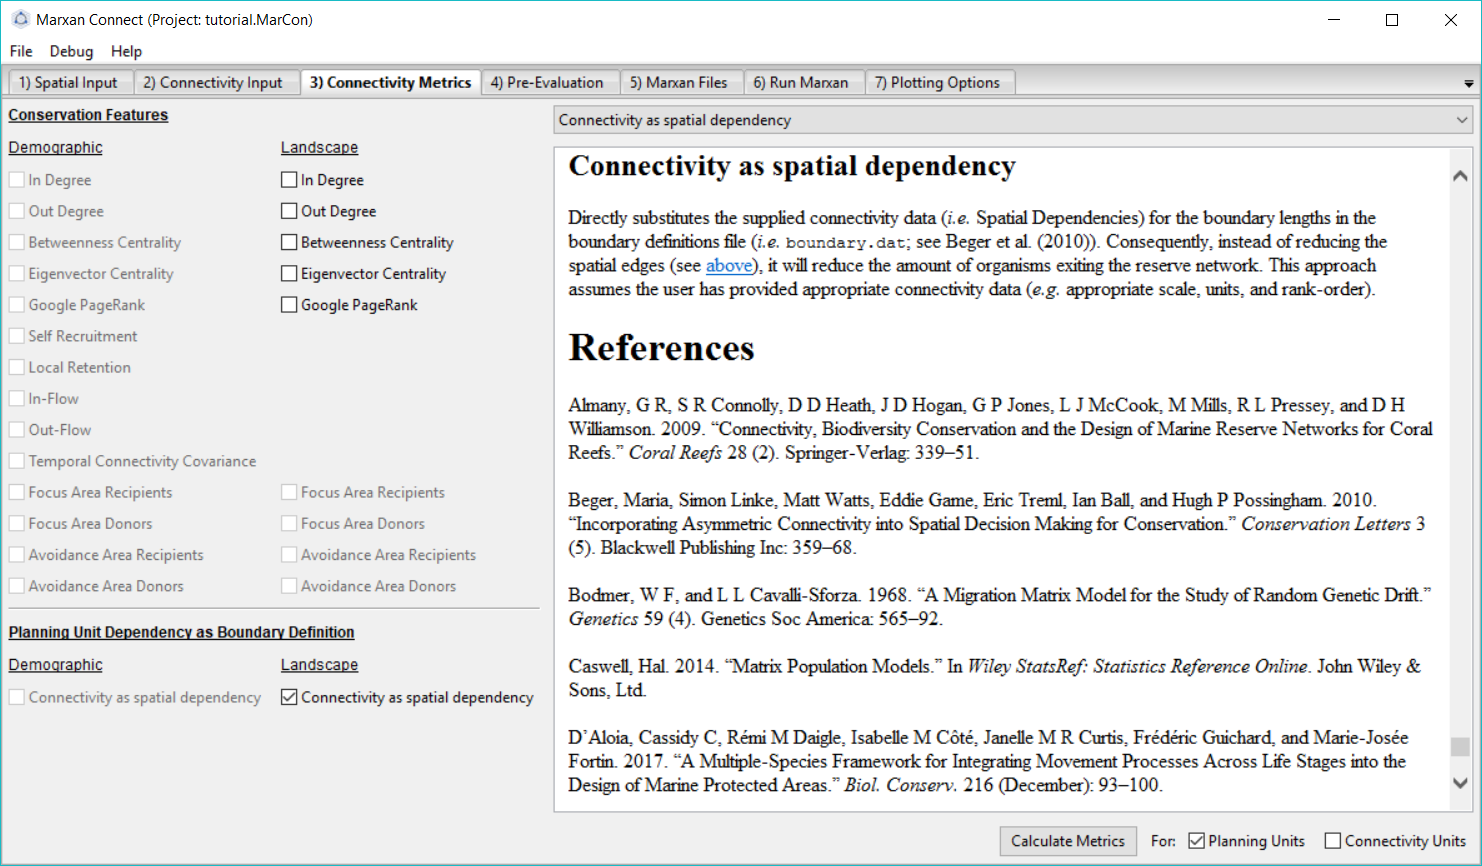 Marxan Connect (Project: tutorial.MarCon)
File Debug Help
1) Spatial Input 2) Connectivity Input 3) Connectivity Metrics 4) Pre-Evaluation 5) Marxan Files 6) Run Marxan 7) Plotting Options
Conservation Features
Demographic Landscape
In Degree In Degree
Out Degree Out Degree
Betweenness Centrality Betweenness Centrality
Eigenvector Centrality Eigenvector Centrality
Google PageRank Google PageRank
Self Recruitment
Local Retention
In-Flow
Out-Flow
Temporal Connectivity Covariance
Focus Area Recipients Focus Area Recipients
Focus Area Donors Focus Area Donors
Avoidance Area Recipients Avoidance Area Recipients
Avoidance Area Donors Avoidance Area Donors
Planning Unit Dependency as Boundary Definition
Demographic Landscape
Connectivity as spatial dependency Connectivity as spatial dependency
Connectivity as spatial dependency
Connectivity as spatial dependency
Directly substitutes the supplied connectivity data (i.e. Spatial Dependencies) for the boundary lengths in the
boundary definitions file (i.e. boundary.dat; see Beger et al. (2010)). Consequently, instead of reducing the
spatial edges (see above), it will reduce the amount of organisms exiting the reserve network. This approach
assumes the user has provided appropriate connectivity data (e.g. appropriate scale, units, and rank-order).
References
Almany, G R, S R Connolly, D D Heath, J D Hogan, G P Jones, L J McCook, M Mills, R L Pressey, and D H
Williamson. 2009. “Connectivity, Biodiversity Conservation and the Design of Marine Reserve Networks for Coral
Reefs.” Coral Reefs 28 (2). Springer-Verlag: 339–51.
Beger, Maria, Simon Linke, Matt Watts, Eddie Game, Eric Treml, Ian Ball, and Hugh P Possingham. 2010.
“Incorporating Asymmetric Connectivity into Spatial Decision Making for Conservation.” Conservation Letters 3
(5). Blackwell Publishing Inc: 359–68.
Bodmer, W F, and L L Cavalli-Sforza. 1968. “A Migration Matrix Model for the Study of Random Genetic Drift.”
Genetics 59 (4). Genetics Soc America: 565–92.
Caswell, Hal. 2014. “Matrix Population Models.” In Wiley StatsRef: Statistics Reference Online. John Wiley &
Sons, Ltd.
D’Aloia, Cassidy C, Rémi M Daigle, Isabelle M Côté, Janelle M R Curtis, Frédéric Guichard, and Marie-Josée
Fortin. 2017. “A Multiple-Species Framework for Integrating Movement Processes Across Life Stages into the
Design of Marine Protected Areas.” Biol. Conserv. 216 (December): 93–100.
Calculate Metrics For: Planning Units Connectivity Units